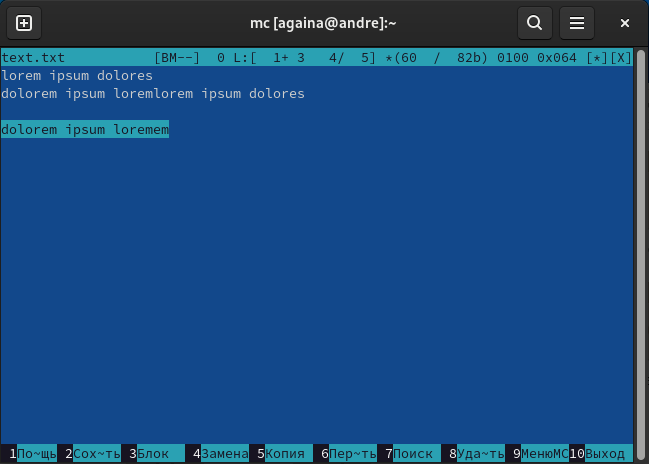 mc [againa@andre]:~
text.txt [BM--] 0 L:[ 1+ 3 4/ 5] *(60 / 82b) 0100 0x064 [*][X]
lorem ipsum dolores
dolorem ipsum loremlorem ipsum dolores
dolorem ipsum loremem
1По~щь 2Сох~ть 3Блок 4Замена 5Копия 6Пер~ть 7Поиск 8Уда~ть 9МенюMC 10Выход